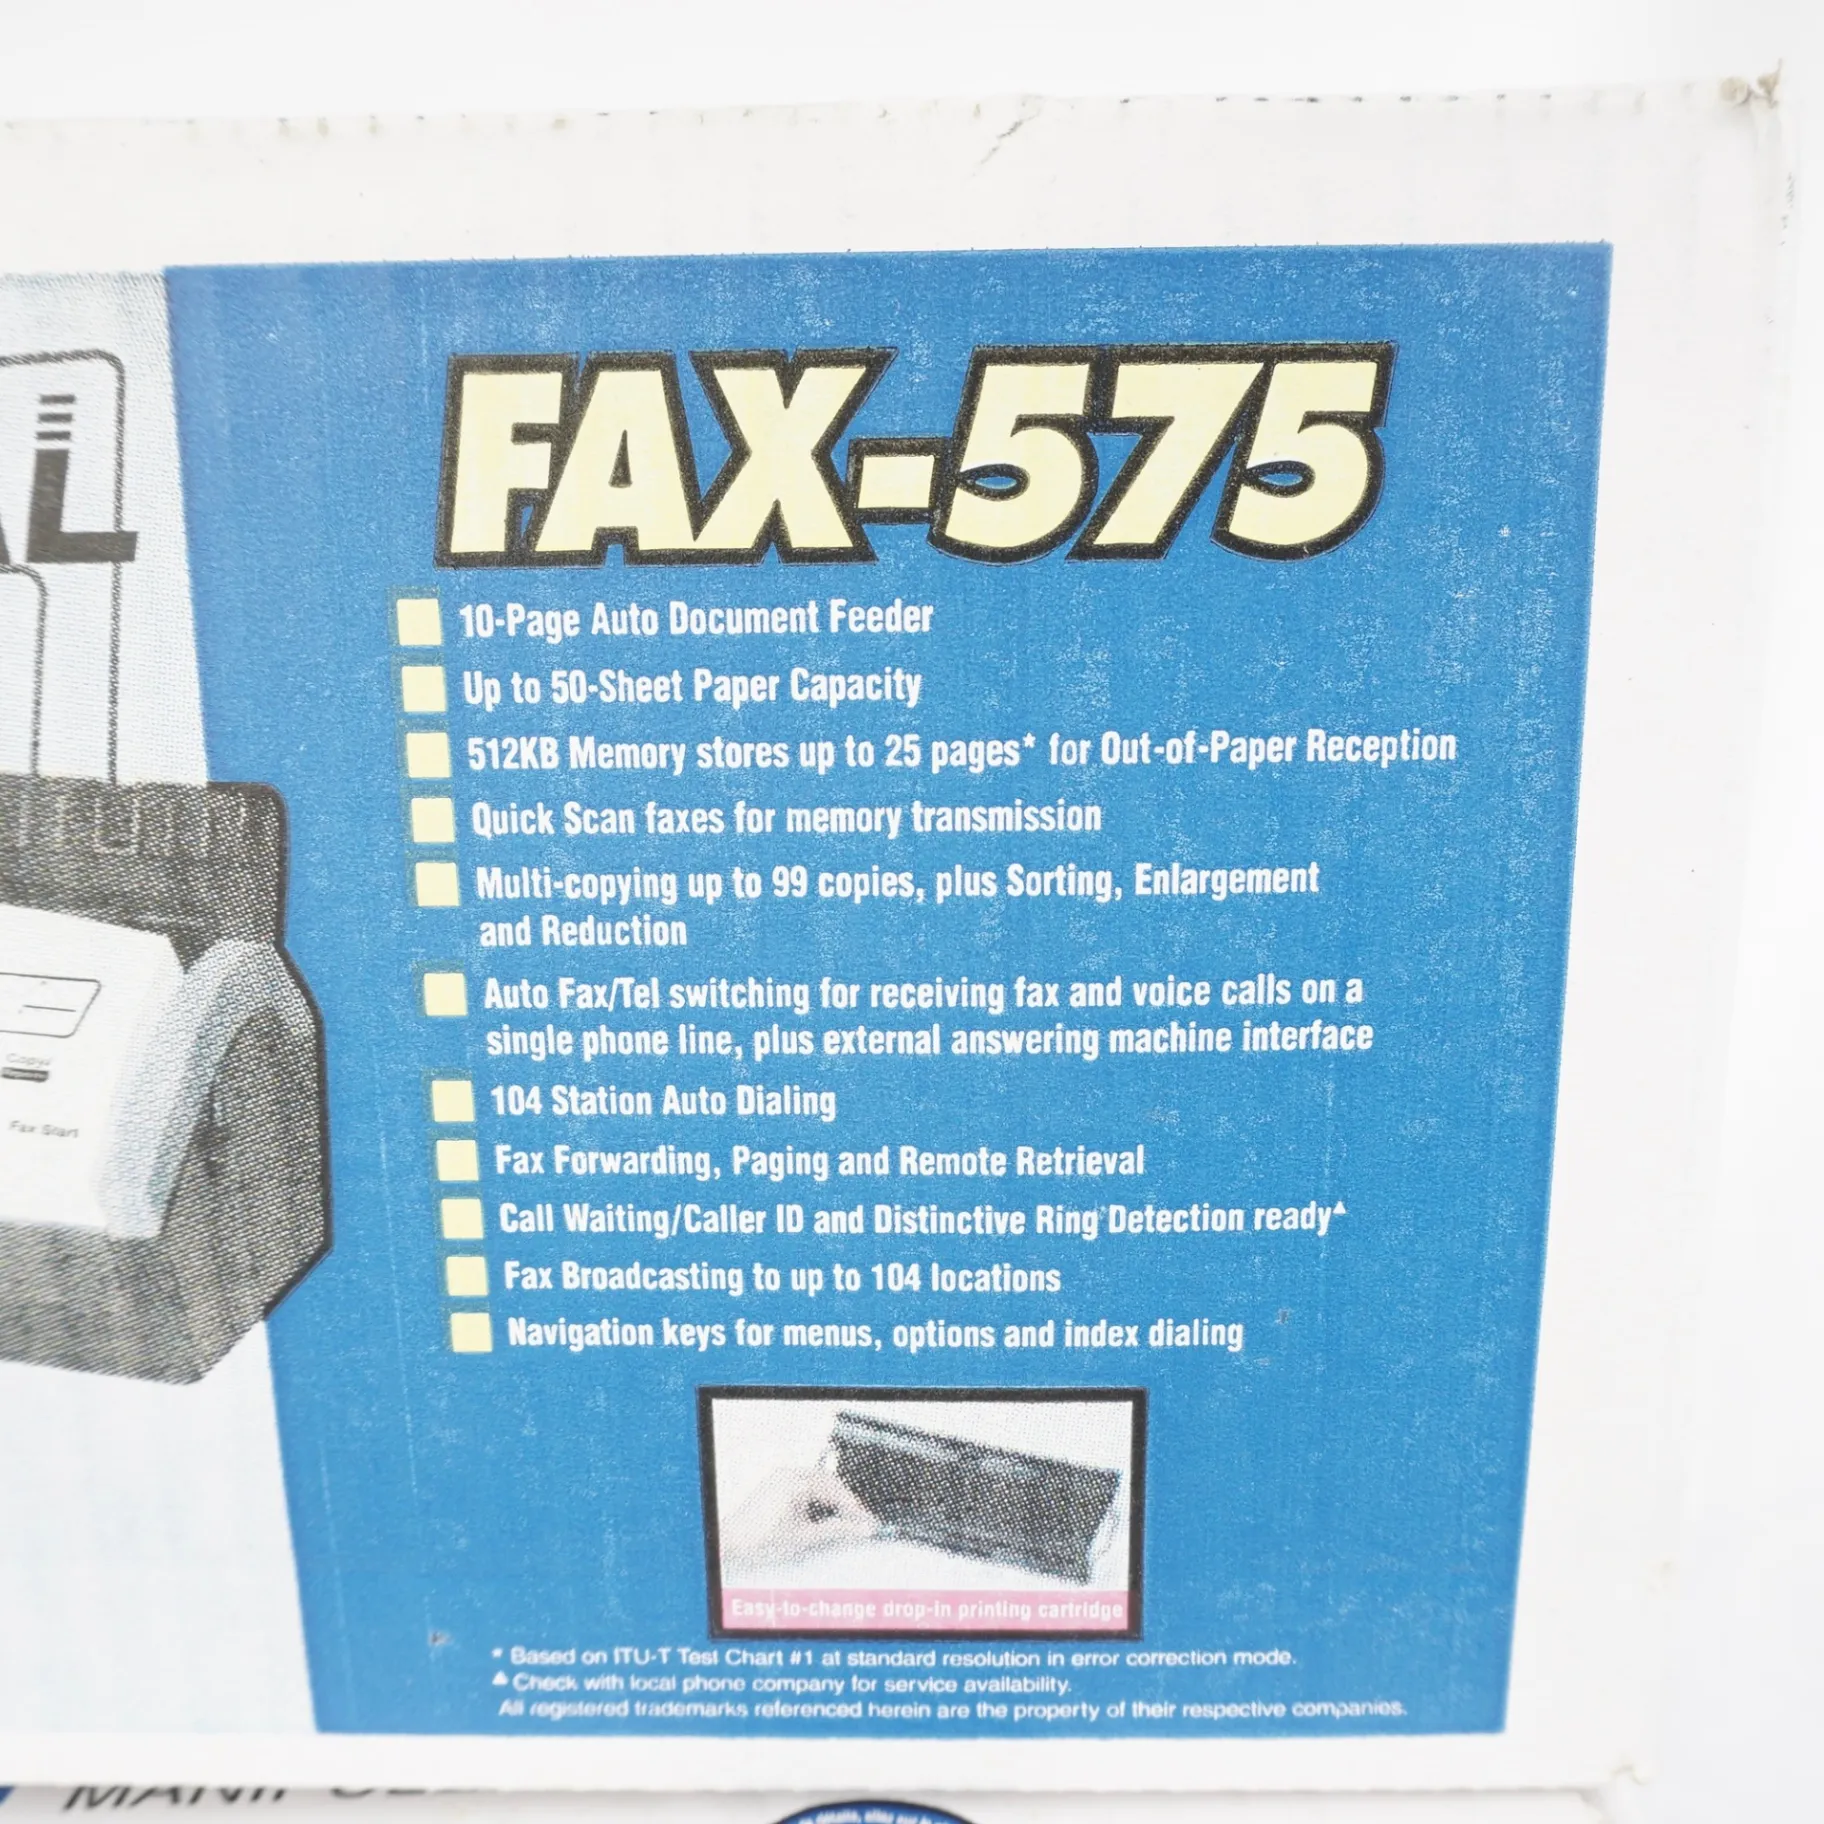 FAX-575
10-Page Auto Document Feeder
Up to 50-Sheet Paper Capacity
512KB Memory stores up to 25 pages* for Out-of-Paper Reception
Quick Scan faxes for memory transmission
Multi-copying up to 99 copies, plus Sorting, Enlargement
and Reduction
Auto Fax/Tel switching for receiving fax and voice calls on a
single phone line, plus external answering machine interface
104 Station Auto Dialing
Fax Forwarding, Paging and Remote Retrieval
Call Waiting/Caller ID and Distinctive Ring Detection ready▲
Fax Broadcasting to up to 104 locations
Navigation keys for menus, options and index dialing
Copy
Fax Start
Easy-to-change drop-in printing cartridge
* Based on ITU-T Test Chart #1 at standard resolution in error correction mode.
▲ Check with local phone company for service availability.
All registered trademarks referenced herein are the property of their respective companies.